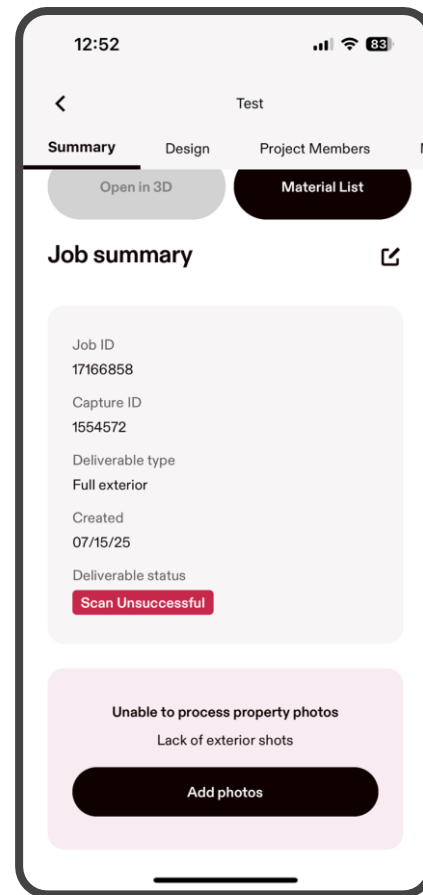 12:52
83
Test
Summary Design Project Members
Open in 3D Material List
Job summary
Job ID
17166858
Capture ID
1554572
Deliverable type
Full exterior
Created
07/15/25
Deliverable status
Scan Unsuccessful
Unable to process property photos
Lack of exterior shots
Add photos